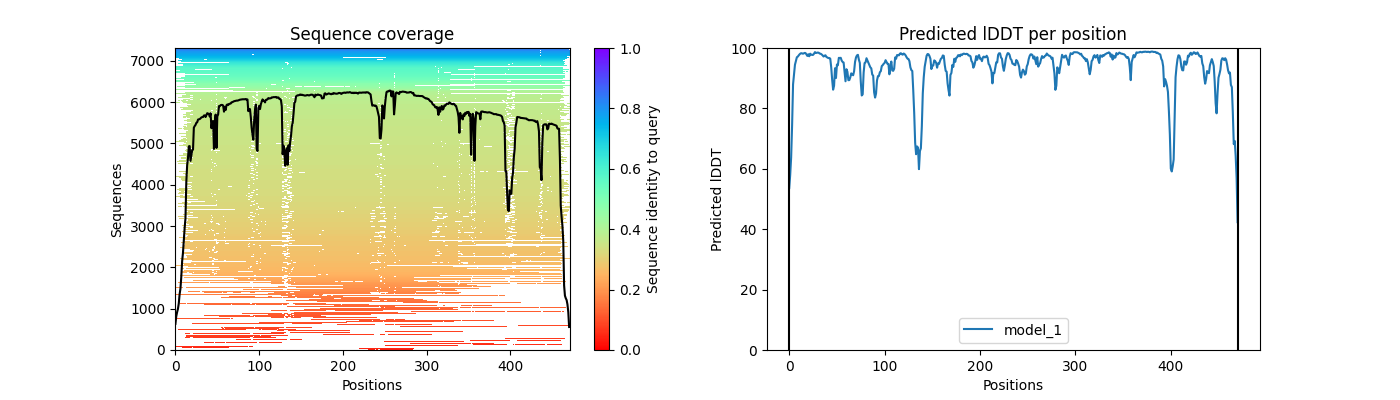 Sequence coverage
7000
6000
5000
4000
3000
2000
1000
0
Sequences
0 100 200 300 400
Positions
1.0
0.8
0.6
0.4
0.2
0.0
Sequence identity to query
Predicted lDDT per position
100
80
60
40
20
0
Predicted lDDT
model_1
0 100 200 300 400
Positions